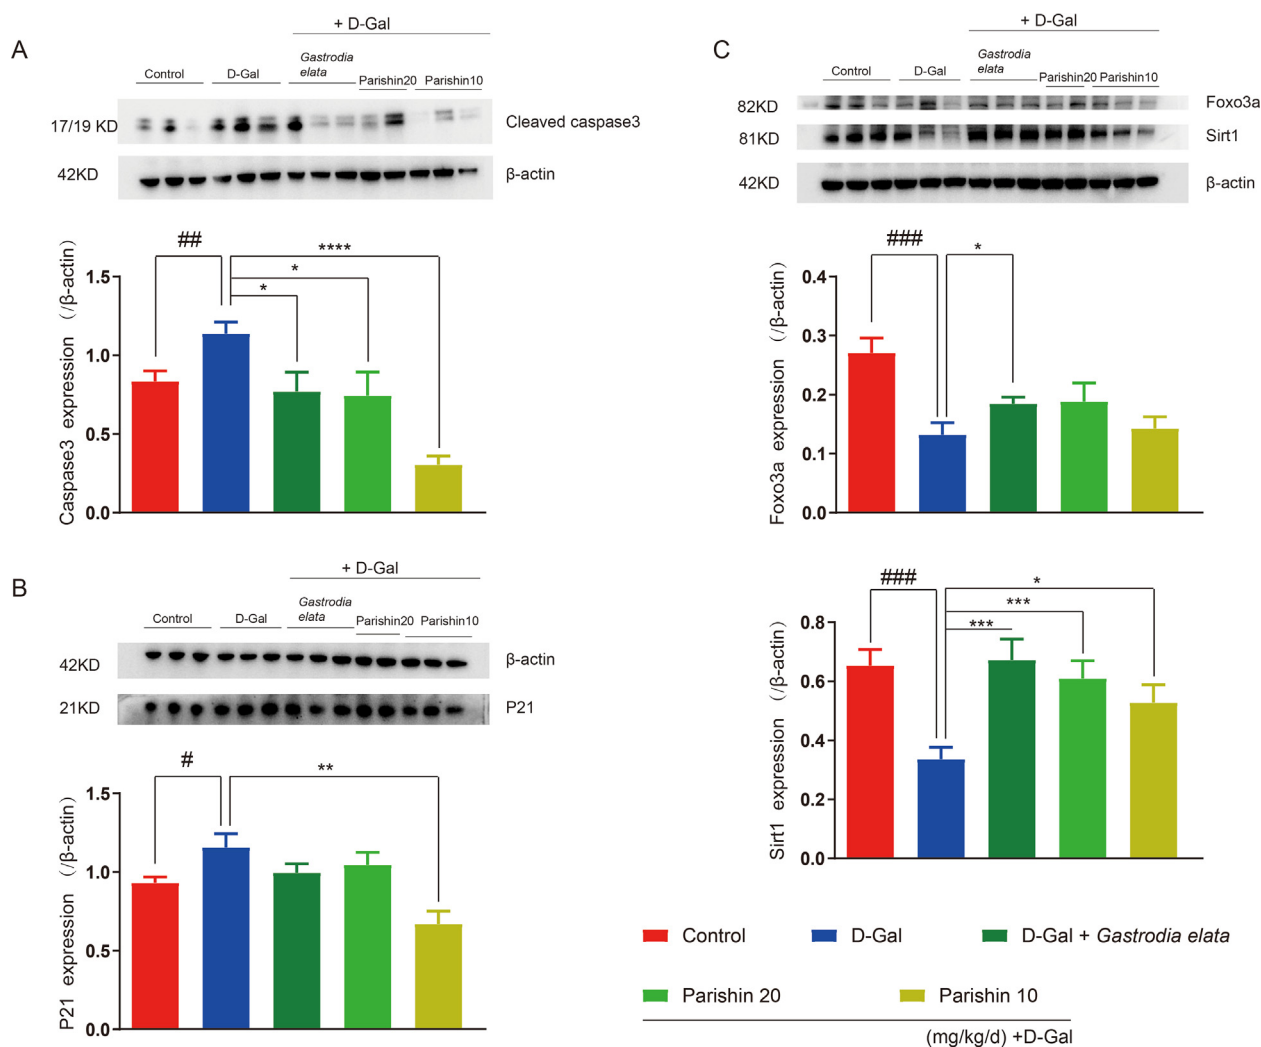 A
+ D-Gal
Control
D-Gal
Gastrodia
elata
Parishin20
Parishin10
17/19 KD
Cleaved caspase3
42KD
β-actin
Caspase3 expression (/β-actin)
1.5
1.0
0.5
0.0
##
****
*
*
B
+ D-Gal
Control
D-Gal
Gastrodia
elata
Parishin20
Parishin10
42KD
β-actin
21KD
P21
P21 expression (/β-actin)
1.5
1.0
0.5
0.0
#
**
C
+ D-Gal
Control
D-Gal
Gastrodia
elata
Parishin20
Parishin10
82KD
Foxo3a
81KD
Sirt1
42KD
β-actin
Foxo3a expression (/β-actin)
0.4
0.3
0.2
0.1
0.0
###
*
Sirt1 expression (/β-actin)
0.8
0.6
0.4
0.2
0.0
###
*
***
***
Control
D-Gal
D-Gal + Gastrodia elata
Parishin 20
Parishin 10
(mg/kg/d) +D-Gal